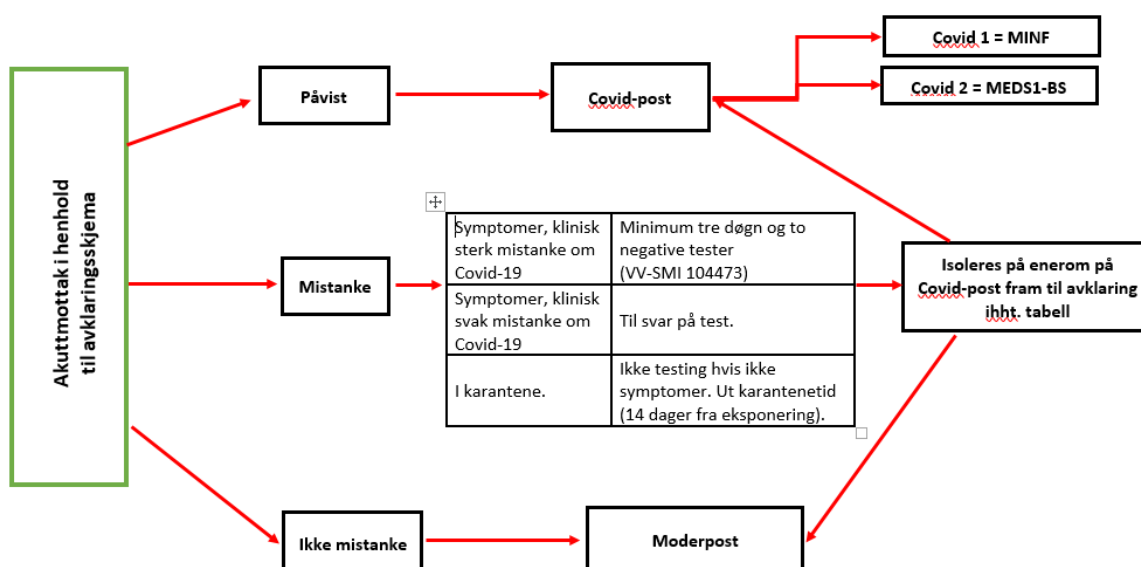 Akuttmottak i henhold
til avklaringsskjema
Påvist
Covid-post
Covid 1 = MINF
Covid 2 = MEDS1-BS
Mistanke
Symptomer, klinisk
sterk mistanke om
Covid-19
Minimum tre døgn og to
negative tester
(VV-SMI 104473)
Symptomer, klinisk
svak mistanke om
Covid-19
Til svar på test.
I karantene.
Ikke testing hvis ikke
symptomer. Ut karantenetid
(14 dager fra eksponering).
Isoleres på enerom på
Covid-post fram til avklaring
ihht. tabell
Ikke mistanke
Moderpost